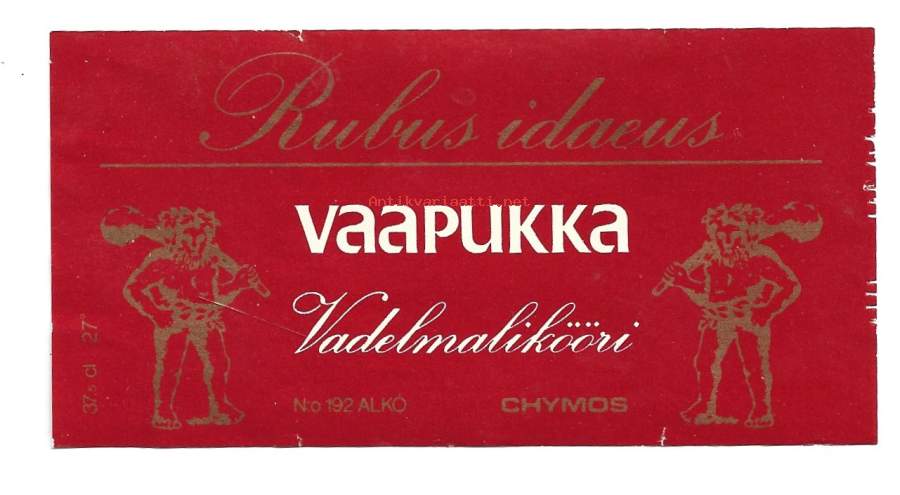 Rubus idaeus
Antikvariaatti.net
VAAPUKKA
Vadelmalikööri
37,5 cl 27°
N:o 192 ALKO
CHYMOS